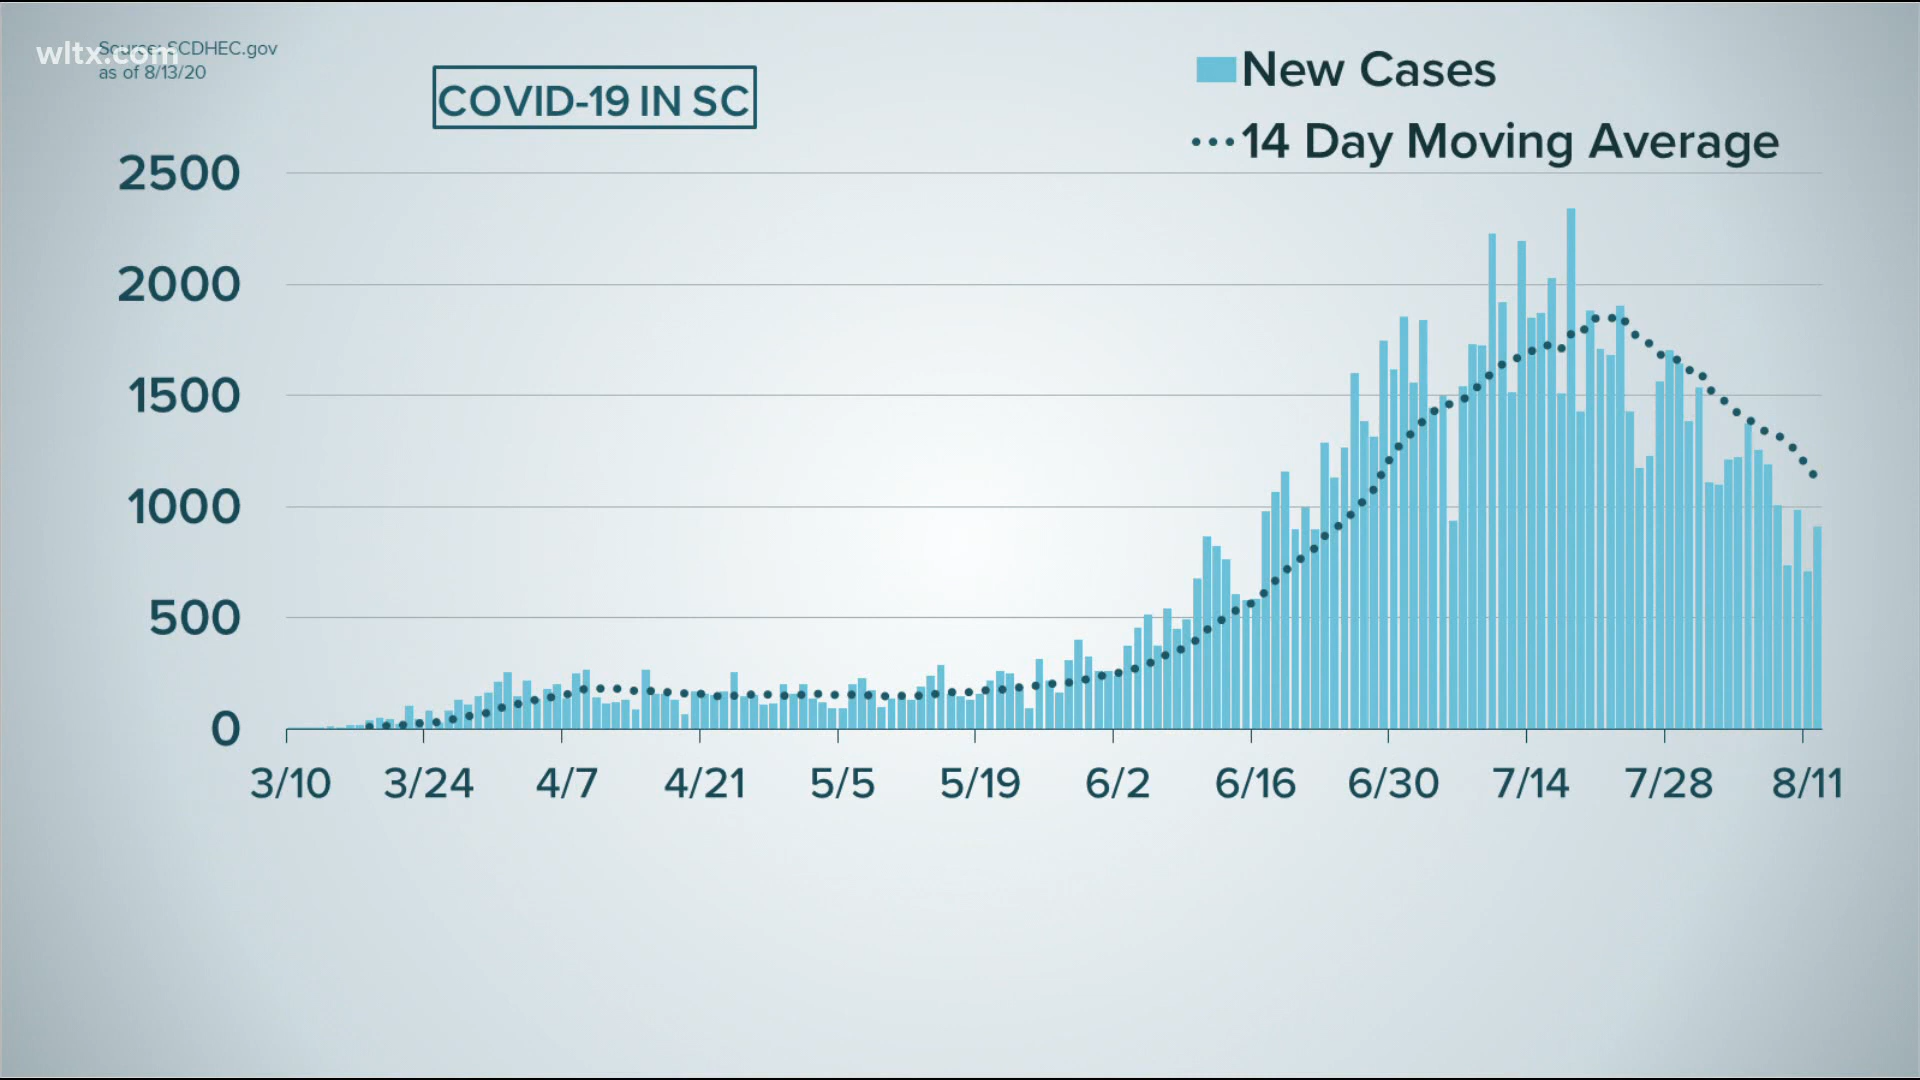 wltx.com
Source: SCDHEC.gov
as of 8/13/20
COVID-19 IN SC
New Cases
14 Day Moving Average
2500
2000
1500
1000
500
0
3/10 3/24 4/7 4/21 5/5 5/19 6/2 6/16 6/30 7/14 7/28 8/11